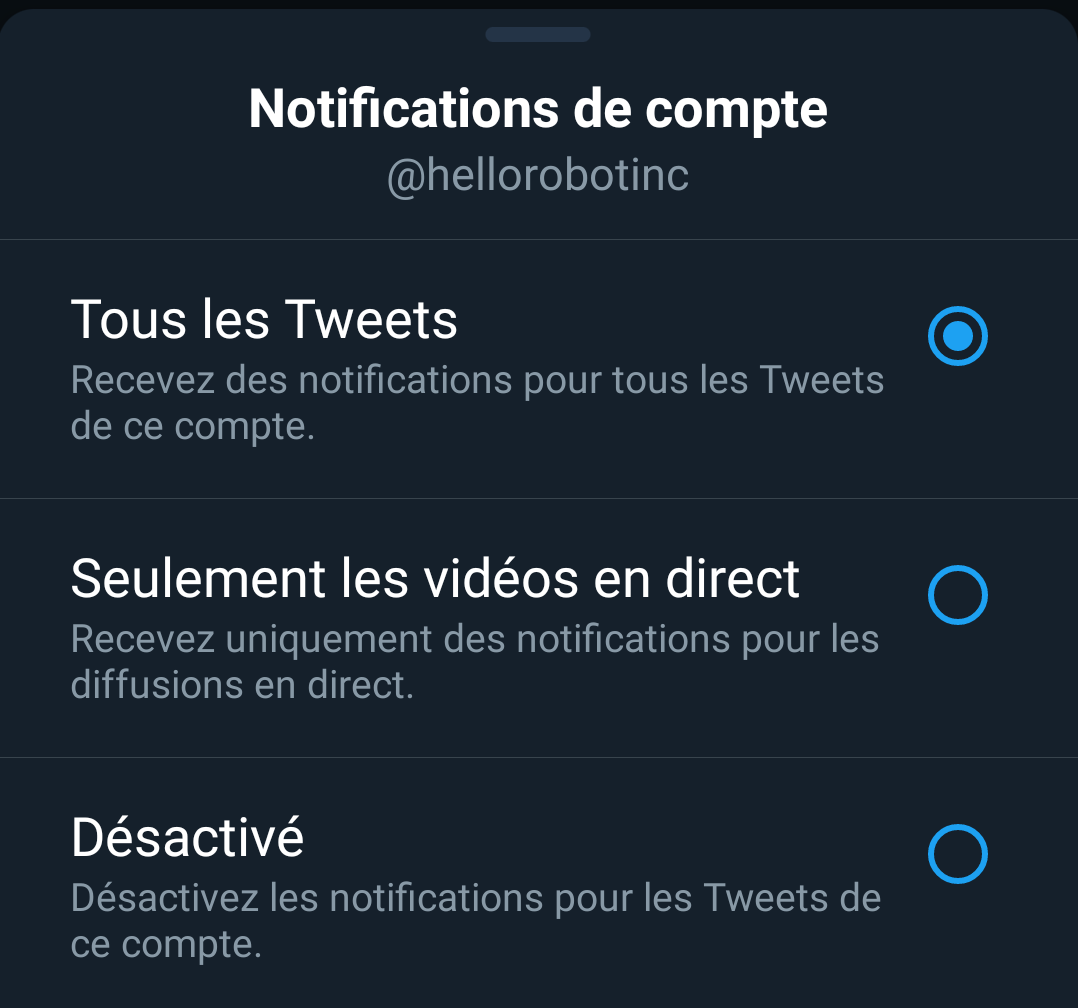 Notifications de compte
@hellorobotinc
Tous les Tweets
Recevez des notifications pour tous les Tweets
de ce compte.
Seulement les vidéos en direct
Recevez uniquement des notifications pour les
diffusions en direct.
Désactivé
Désactivez les notifications pour les Tweets de
ce compte.